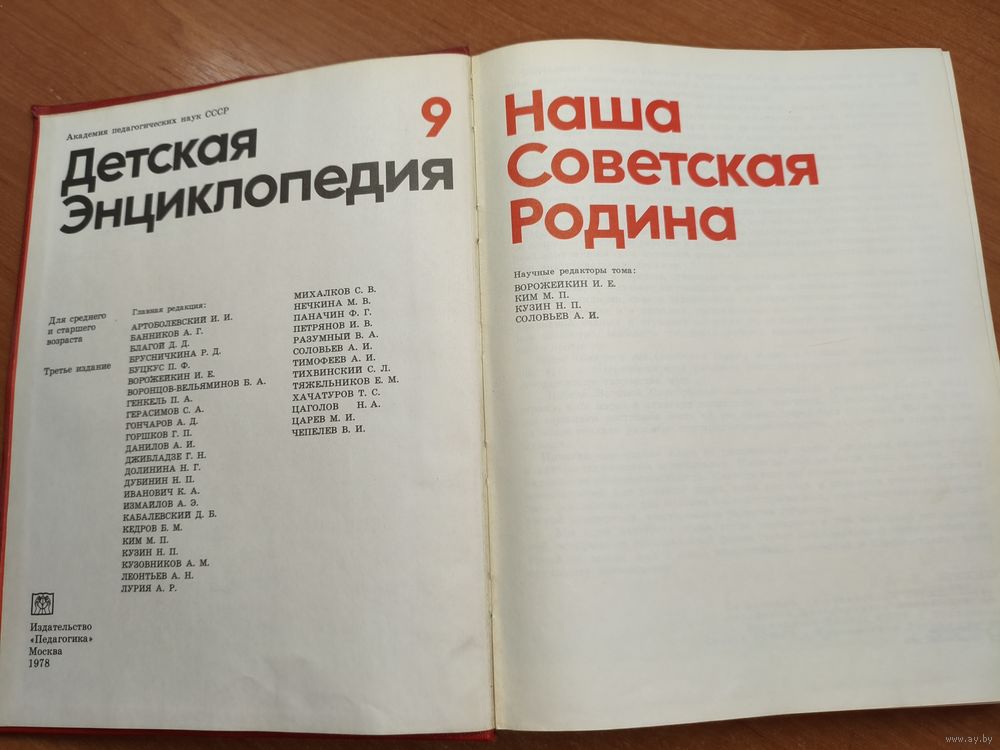 Академия педагогических наук СССР
9
Детская
Энциклопедия
Для среднего
и старшего
возраста
Третье издание
Главная редакция:
АРТОБОЛЕВСКИЙ И. И.
БАННИКОВ А. Г.
БЛАГОЙ Д. Д.
БРУСНИЧКИНА Р. Д.
БУЦКУС П. Ф.
ВОРОЖЕЙКИН И. Е.
ВОРОНЦОВ-ВЕЛЬЯМИНОВ Б. А.
ГЕНКЕЛЬ П. А.
ГЕРАСИМОВ С. А.
ГОНЧАРОВ А. Д.
ГОРШКОВ Г. П.
ДАНИЛОВ А. И.
ДЖИБЛАДЗЕ Г. Н.
ДОЛИНИНА Н. Г.
ДУБИНИН Н. П.
ИВАНОВИЧ К. А.
ИЗМАЙЛОВ А. Э.
КАБАЛЕВСКИЙ Д. Б.
КЕДРОВ Б. М.
КИМ М. П.
КУЗИН Н. П.
КУЗОВНИКОВ А. М.
ЛЕОНТЬЕВ А. Н.
ЛУРИЯ А. Р.
МИХАЛКОВ С. В.
НЕЧКИНА М. В.
ПАНАЧИН Ф. Г.
ПЕТРЯНОВ И. В.
РАЗУМНЫЙ В. А.
СОЛОВЬЕВ А. И.
ТИМОФЕЕВ А. И.
ТИХВИНСКИЙ С. Л.
ТЯЖЕЛЬНИКОВ Е. М.
ХАЧАТУРОВ Т. С.
ЦАГОЛОВ Н. А.
ЦАРЕВ М. И.
ЧЕПЕЛЕВ В. И.
Издательство
«Педагогика»
Москва
1978
Наша
Советская
Родина
Научные редакторы тома:
ВОРОЖЕЙКИН И. Е.
КИМ М. П.
КУЗИН Н. П.
СОЛОВЬЕВ А. И.
www.ay.by